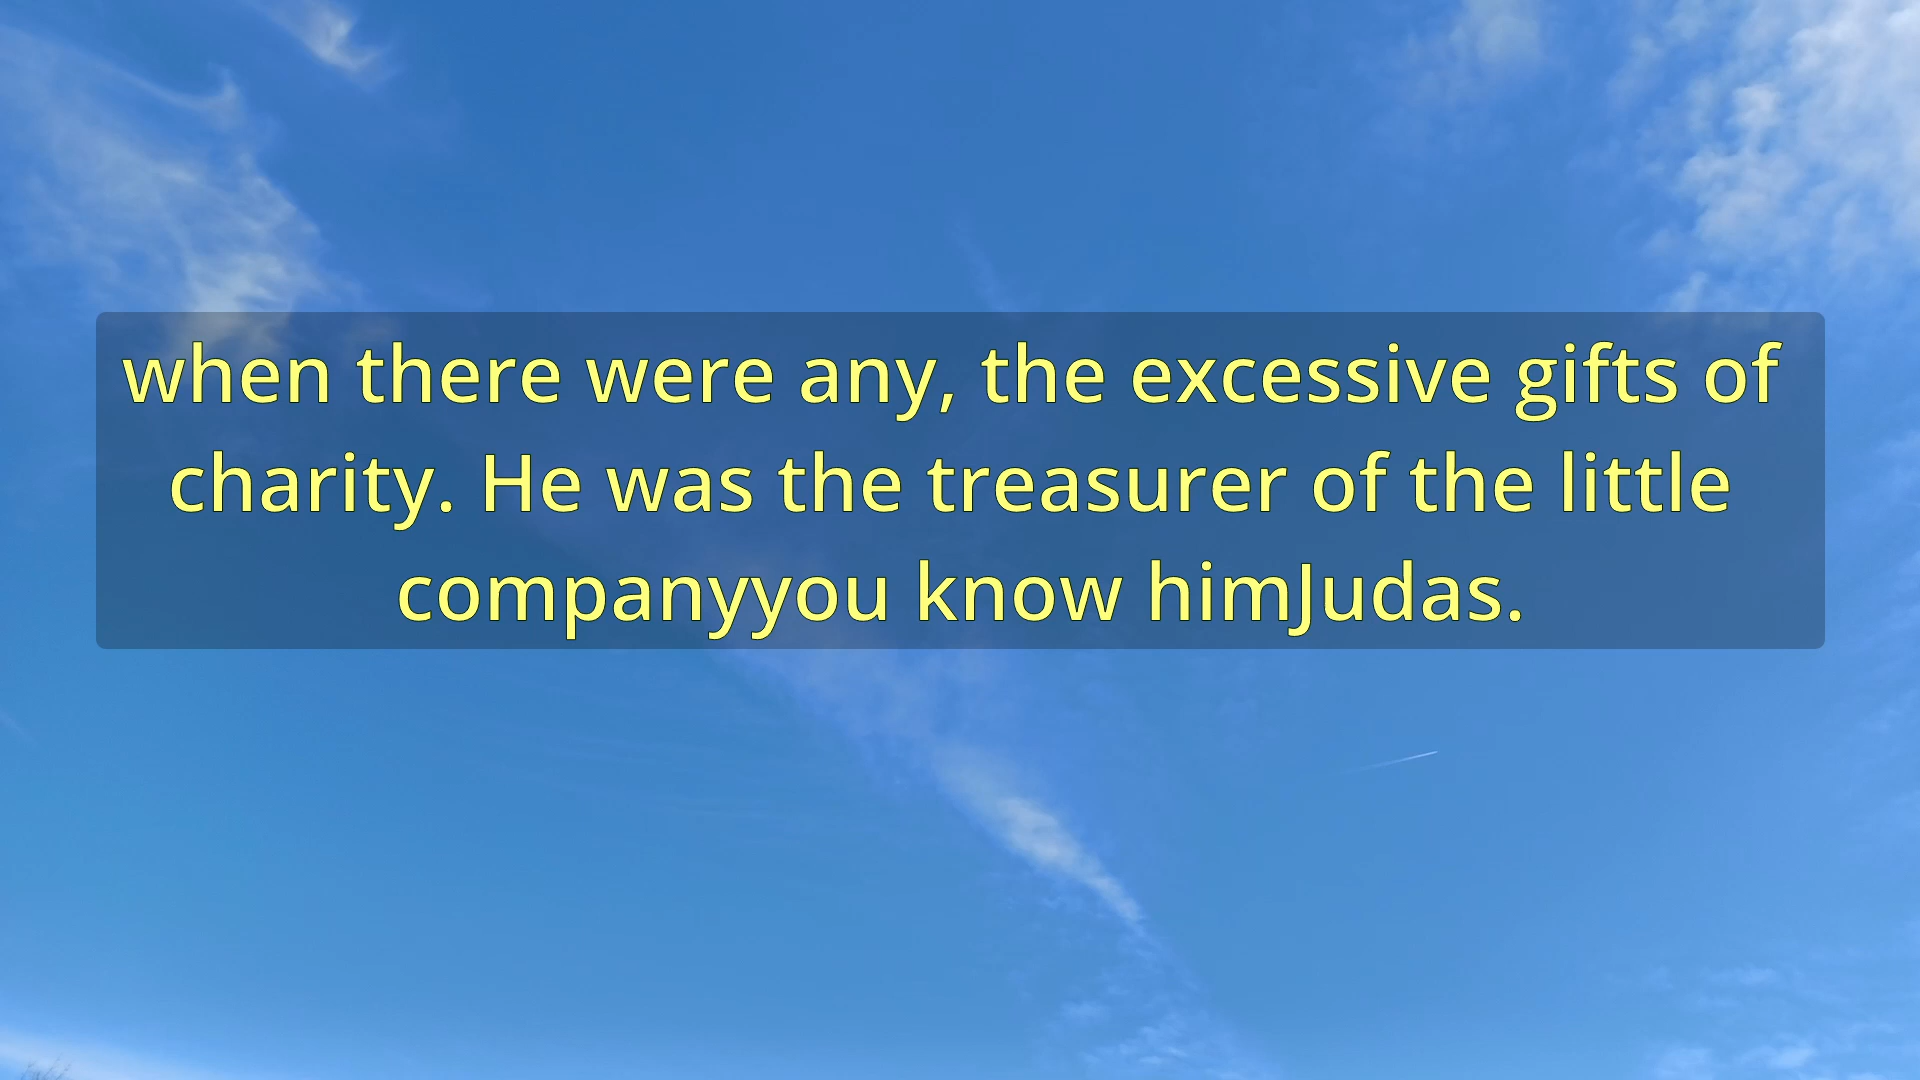 when there were any, the excessive gifts of
charity. He was the treasurer of the little
companyyou know himJudas.